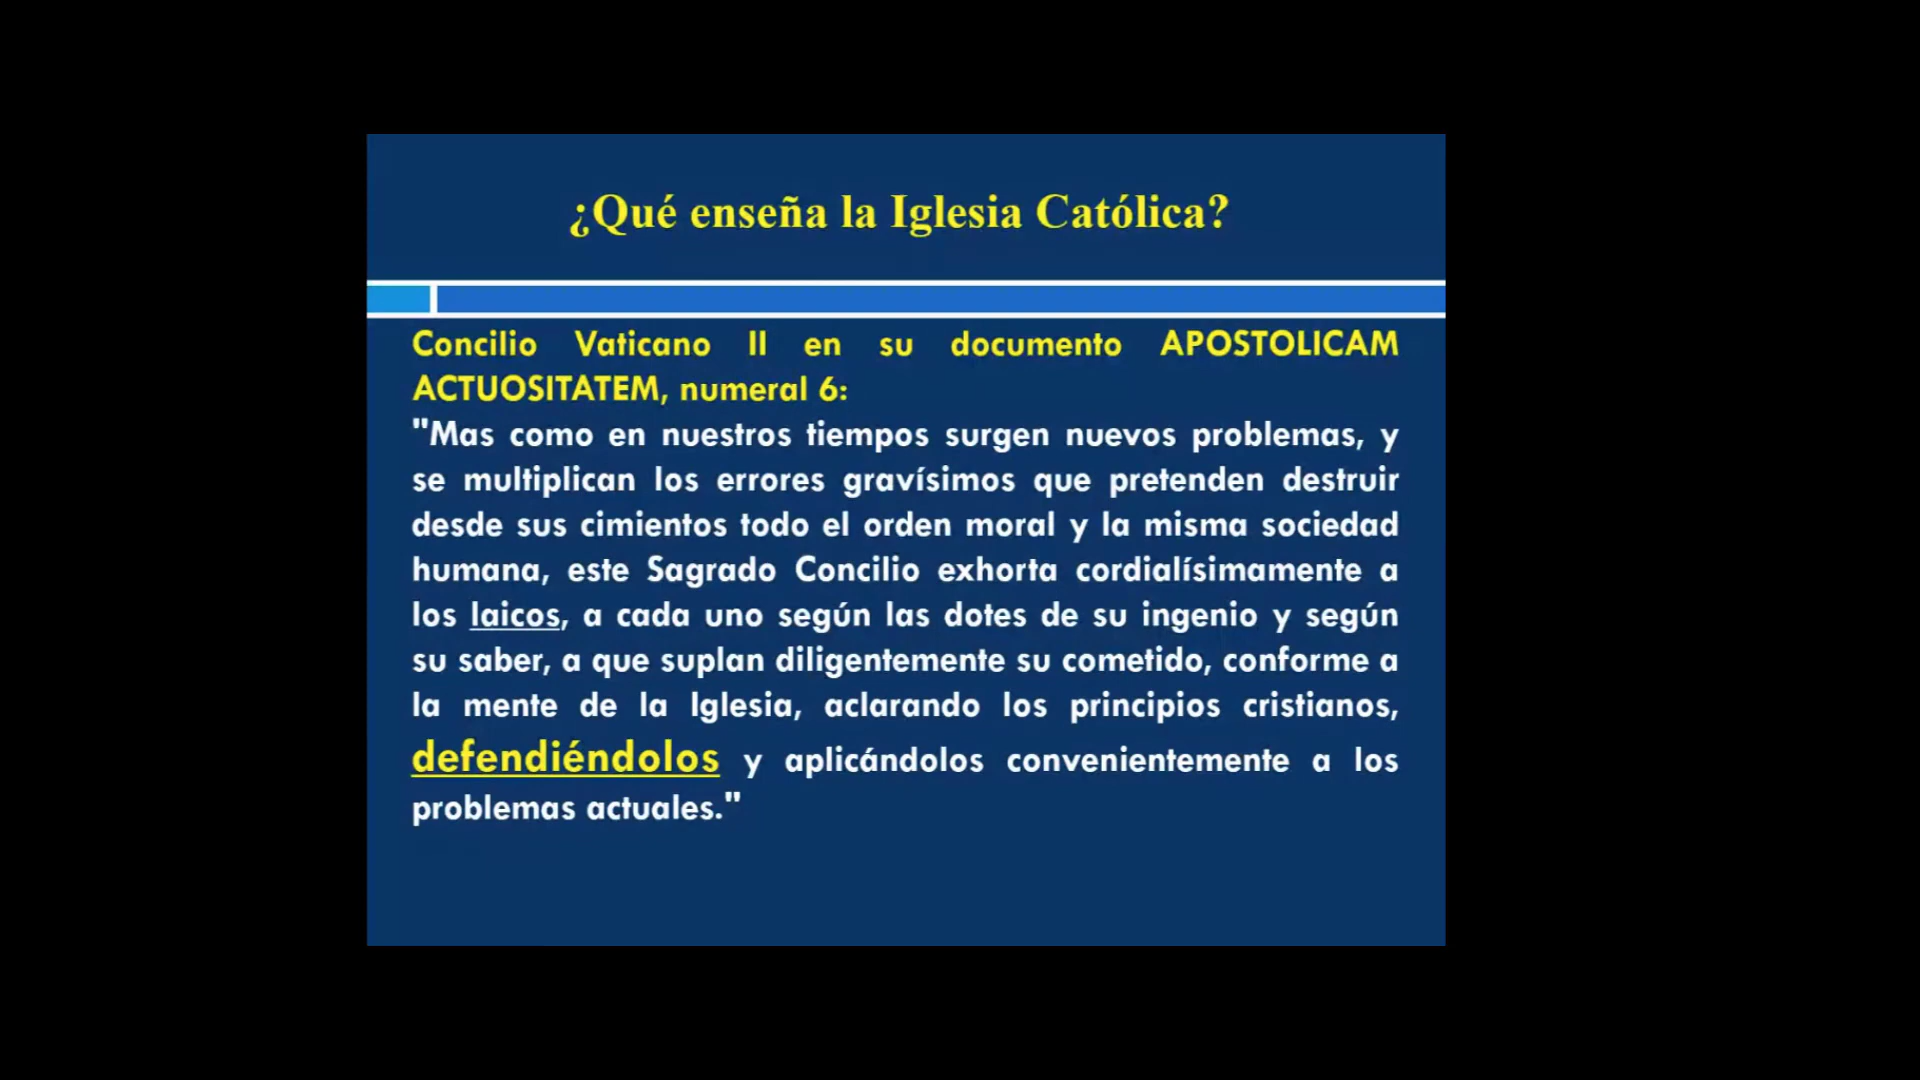 ¿Qué enseña la Iglesia Católica?
Concilio Vaticano II en su documento APOSTOLICAM
ACTUOSITATEM, numeral 6:
"Mas como en nuestros tiempos surgen nuevos problemas, y
se multiplican los errores gravísimos que pretenden destruir
desde sus cimientos todo el orden moral y la misma sociedad
humana, este Sagrado Concilio exhorta cordialísimamente a
los laicos, a cada uno según las dotes de su ingenio y según
su saber, a que suplan diligentemente su cometido, conforme a
la mente de la Iglesia, aclarando los principios cristianos,
defendiéndolos y aplicándolos convenientemente a los
problemas actuales."